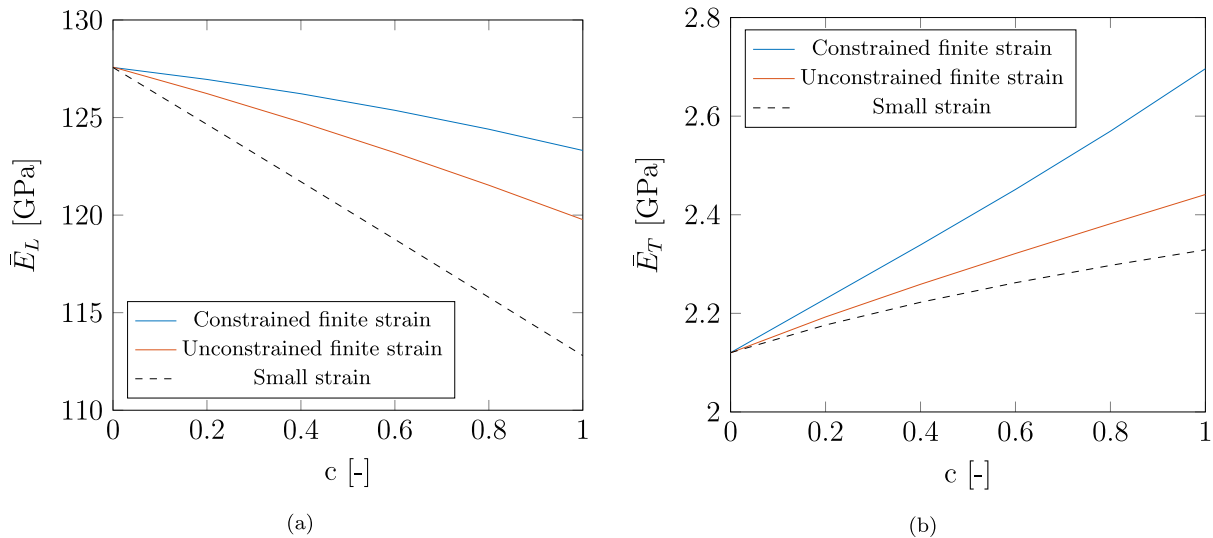 130
125
120
115
110
Ē_L [GPa]
Constrained finite strain
Unconstrained finite strain
Small strain
0 0.2 0.4 0.6 0.8 1
c [-]
(a)
2.8
2.6
2.4
2.2
2
Ē_T [GPa]
Constrained finite strain
Unconstrained finite strain
Small strain
0 0.2 0.4 0.6 0.8 1
c [-]
(b)